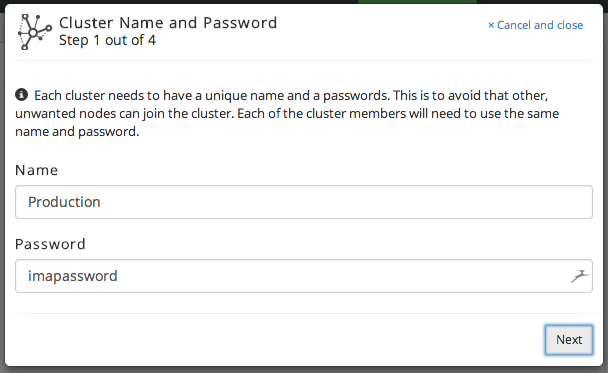 Cluster Name and Password
Step 1 out of 4
× Cancel and close
Each cluster needs to have a unique name and a passwords. This is to avoid that other,
unwanted nodes can join the cluster. Each of the cluster members will need to use the same
name and password.
Name
Production
Password
imapassword
Next